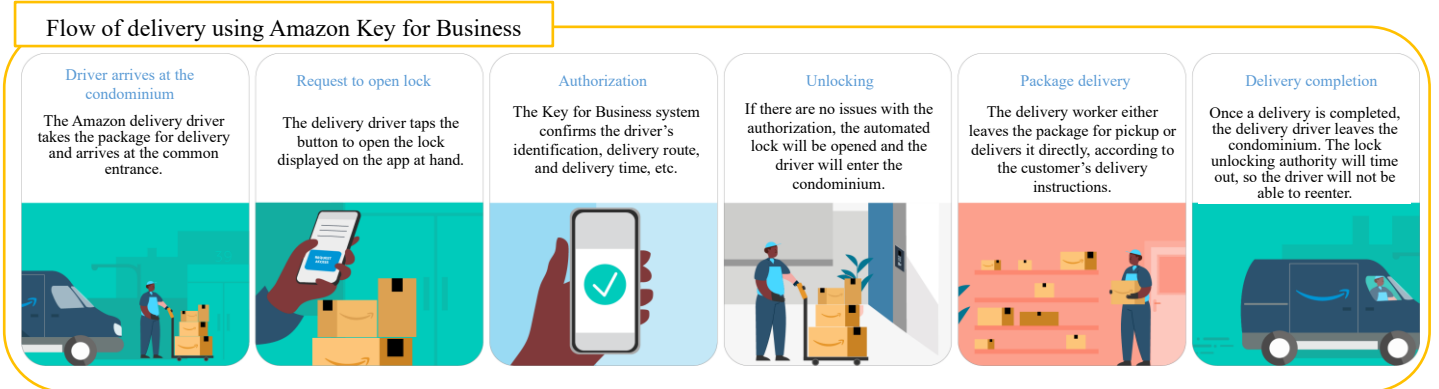 Flow of delivery using Amazon Key for Business
Driver arrives at the
condominium
The Amazon delivery driver
takes the package for delivery
and arrives at the common
entrance.
Request to open lock
The delivery driver taps the
button to open the lock
displayed on the app at hand.
REQUEST
ACCESS
Authorization
The Key for Business system
confirms the driver's
identification, delivery route,
and delivery time, etc.
Unlocking
If there are no issues with the
authorization, the automated
lock will be opened and the
driver will enter the
condominium.
Package delivery
The delivery worker either
leaves the package for pickup or
delivers it directly, according to
the customer's delivery
instructions.
Delivery completion
Once a delivery is completed,
the delivery driver leaves the
condominium. The lock
unlocking authority will time
out, so the driver will not be
able to reenter.